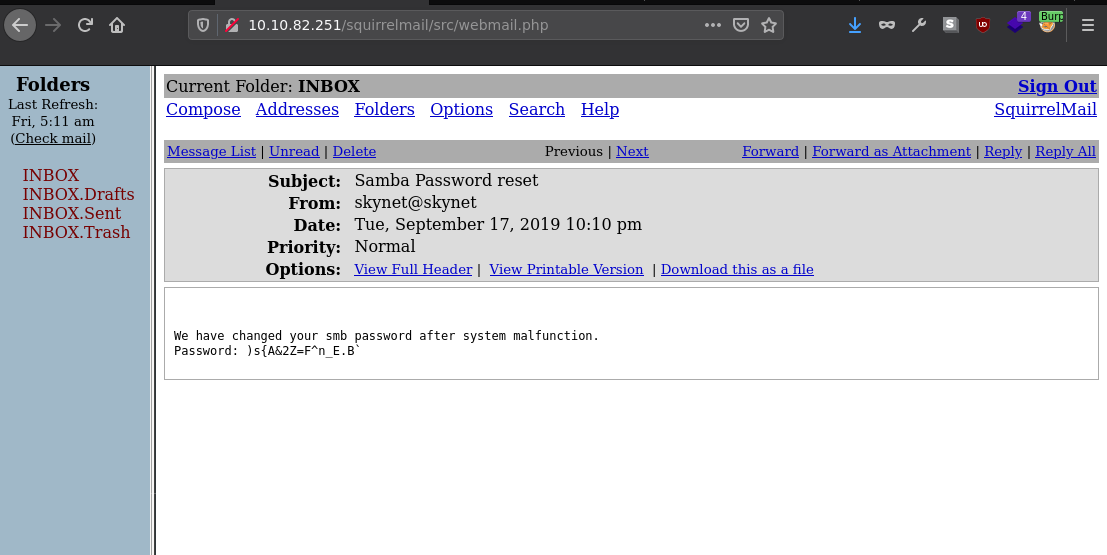 10.10.82.251/squirrelmail/src/webmail.php
4
Burp
S
UD
Folders
Last Refresh:
Fri, 5:11 am
(Check mail)
INBOX
INBOX.Drafts
INBOX.Sent
INBOX.Trash
Current Folder: INBOX
Sign Out
Compose Addresses Folders Options Search Help
SquirrelMail
Message List | Unread | Delete
Previous | Next
Forward | Forward as Attachment | Reply | Reply All
Subject: Samba Password reset
From: skynet@skynet
Date: Tue, September 17, 2019 10:10 pm
Priority: Normal
Options: View Full Header | View Printable Version | Download this as a file
We have changed your smb password after system malfunction.
Password: )s{A&2Z=F^n_E.B`